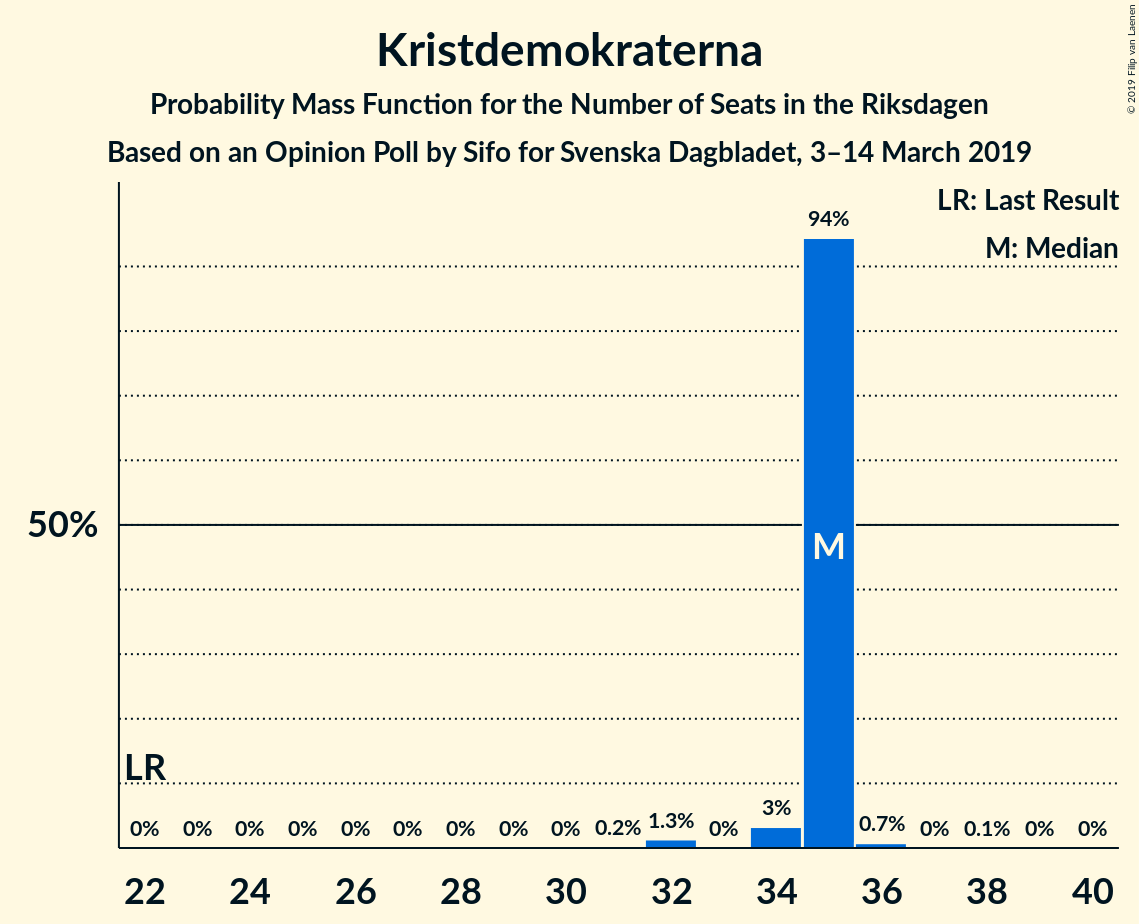 Kristdemokraterna
Probability Mass Function for the Number of Seats in the Riksdagen
Based on an Opinion Poll by Sifo for Svenska Dagbladet, 3–14 March 2019
© 2019 Filip van Laenen
LR: Last Result
M: Median
94%
50%
M
LR
0% 0% 0% 0% 0% 0% 0% 0% 0% 0.2% 1.3% 0% 3% 0.7% 0% 0.1% 0% 0%
22 24 26 28 30 32 34 36 38 40